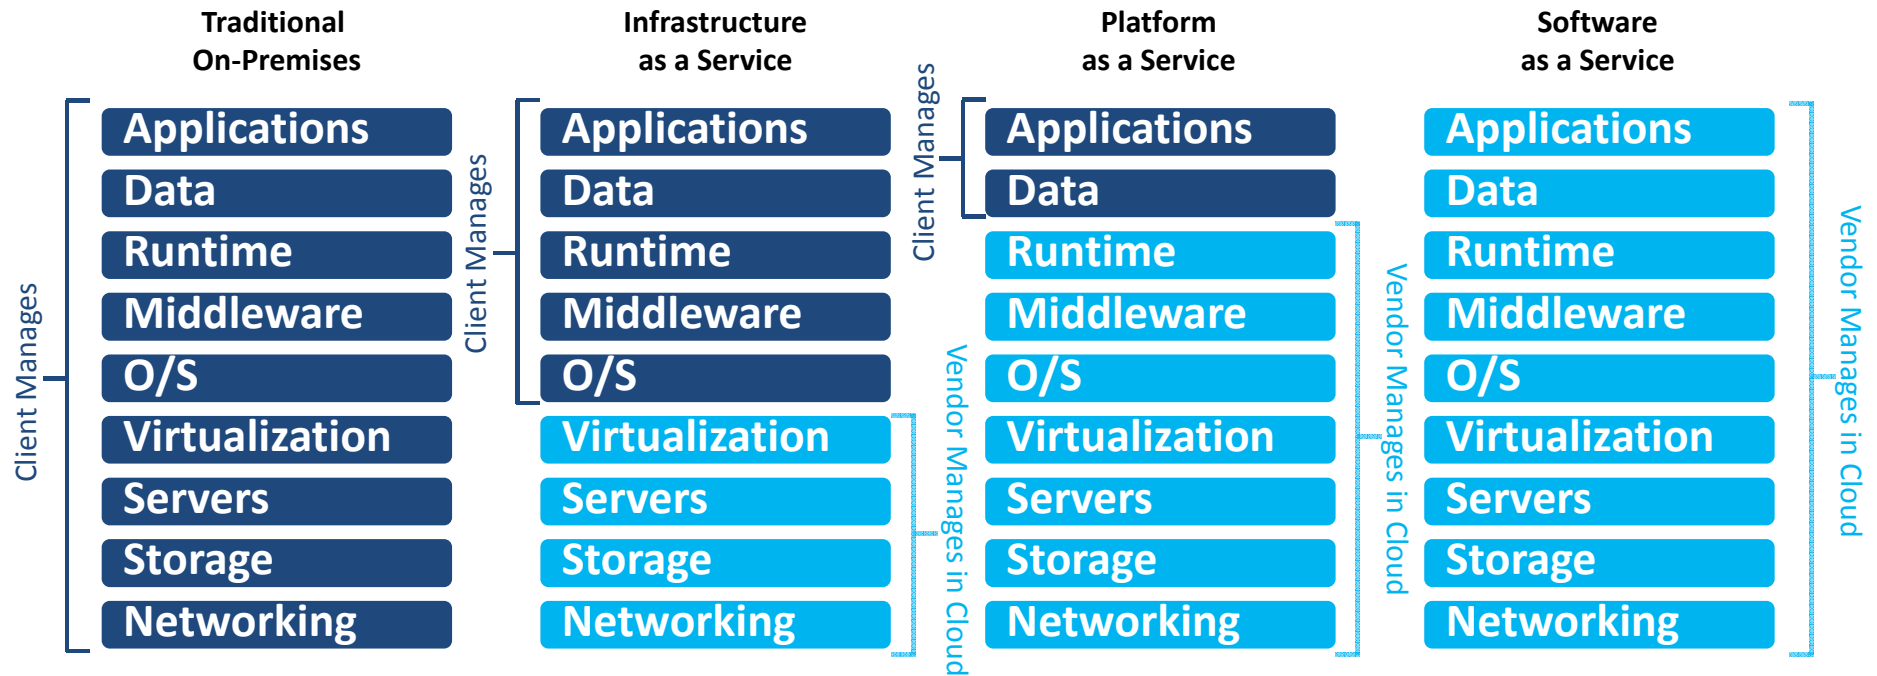 Traditional
On-Premises
Client Manages
Applications
Data
Runtime
Middleware
O/S
Virtualization
Servers
Storage
Networking
Infrastructure
as a Service
Client Manages
Applications
Data
Runtime
Middleware
O/S
Virtualization
Servers
Storage
Networking
Vendor Manages in Cloud
Platform
as a Service
Client Manages
Applications
Data
Runtime
Middleware
O/S
Virtualization
Servers
Storage
Networking
Vendor Manages in Cloud
Software
as a Service
Applications
Data
Runtime
Middleware
O/S
Virtualization
Servers
Storage
Networking
Vendor Manages in Cloud